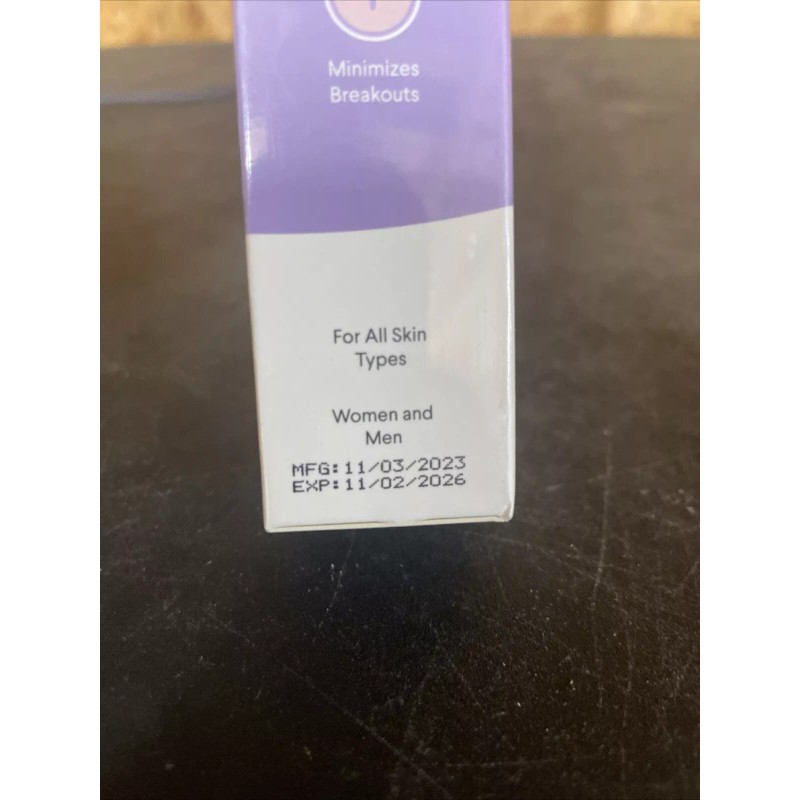 Minimizes
Breakouts
For All Skin
Types
Women and
Men
MFG:11/03/2023
EXP:11/02/2026